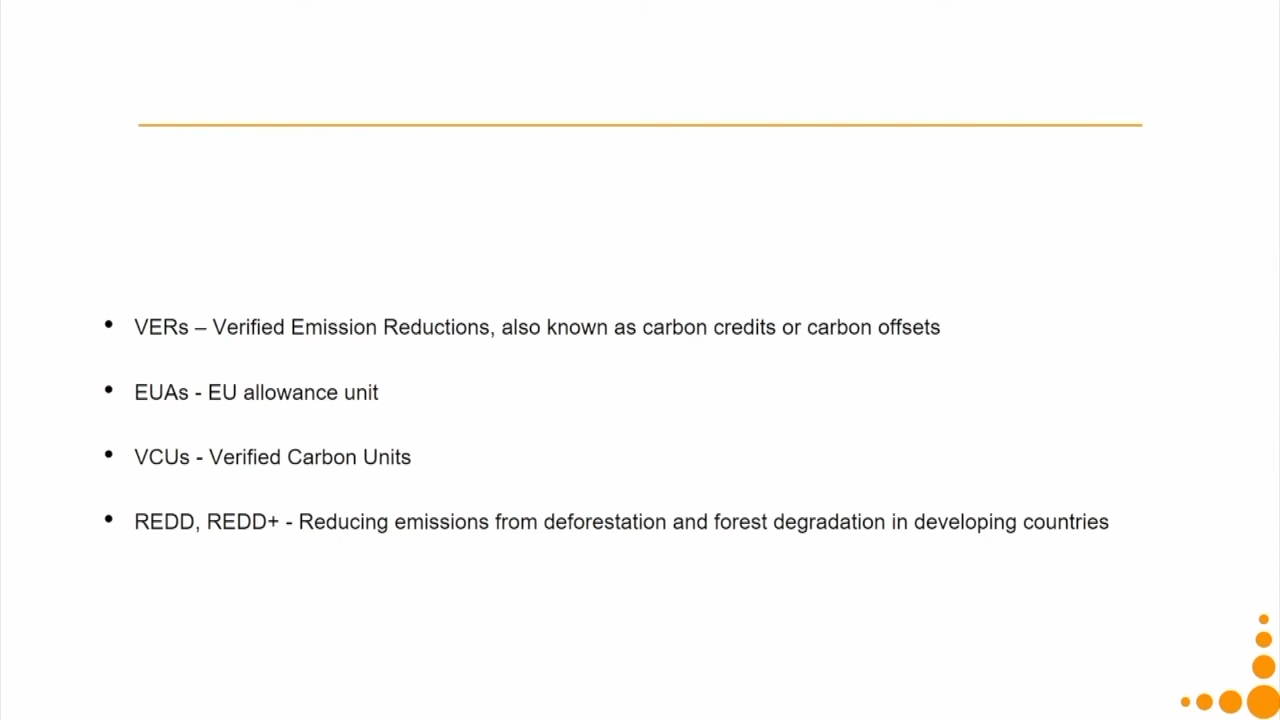 • VERs – Verified Emission Reductions, also known as carbon credits or carbon offsets
• EUAs - EU allowance unit
• VCUs - Verified Carbon Units
• REDD, REDD+ - Reducing emissions from deforestation and forest degradation in developing countries